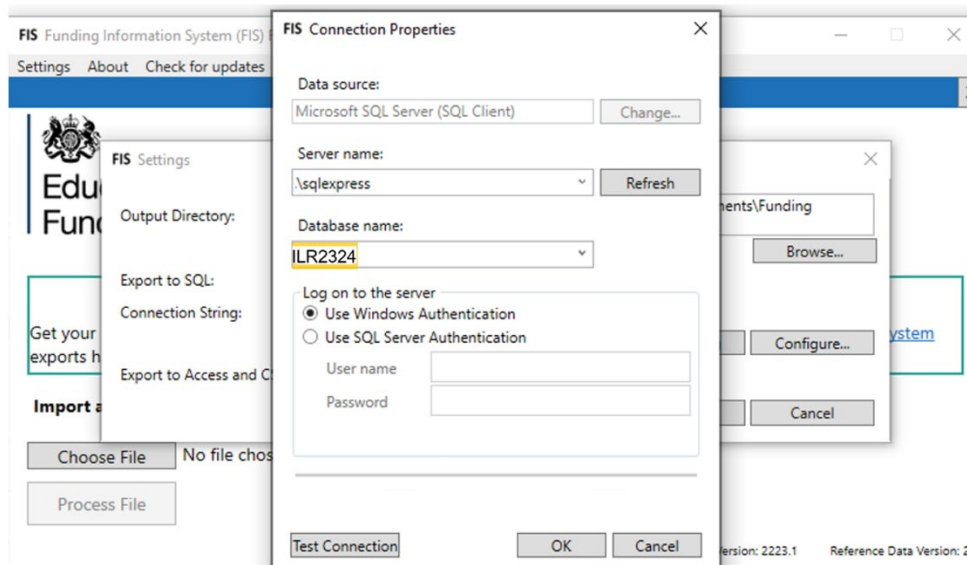 FIS Funding Information System (FIS)
Settings About Check for updates
FIS Settings
Output Directory:
ments\Funding
Browse...
Export to SQL:
Connection String:
Configure...
Export to Access and C
Cancel
Get your
exports h
ystem
Import a
Choose File No file chos
Process File
ersion: 2223.1 Reference Data Version: 2
FIS Connection Properties
Data source:
Microsoft SQL Server (SQL Client) Change...
Server name:
.\sqlexpress Refresh
Database name:
ILR2324
Log on to the server
Use Windows Authentication
Use SQL Server Authentication
User name
Password
Test Connection OK Cancel